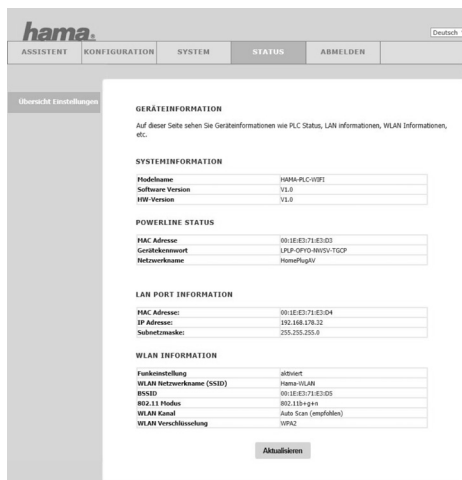 hama.
Deutsch
ASSISTENT KONFIGURATION SYSTEM STATUS ABMELDEN
Übersicht Einstellungen
GERÄTEINFORMATION
Auf dieser Seite sehen Sie Geräteinformationen wie PLC Status, LAN informationen, WLAN Informationen,
etc.
SYSTEMINFORMATION
Modelname HAMA-PLC-WIFI
Software Version V1.0
HW-Version V1.0
POWERLINE STATUS
MAC Adresse 00:1E:E3:71:E3:D3
Gerätekennwort LPLP-OFYO-NWSV-TGCP
Netzwerkname HomePlugAV
LAN PORT INFORMATION
MAC Adresse: 00:1E:E3:71:E3:D4
IP Adresse: 192.168.178.32
Subnetzmaske: 255.255.255.0
WLAN INFORMATION
Funkeinstellung aktiviert
WLAN Netzwerkname (SSID) Hama-WLAN
BSSID 00:1E:E3:71:E3:D5
802.11 Modus 802.11b+g+n
WLAN Kanal Auto Scan (empfohlen)
WLAN Verschlüsselung WPA2
Aktualisieren